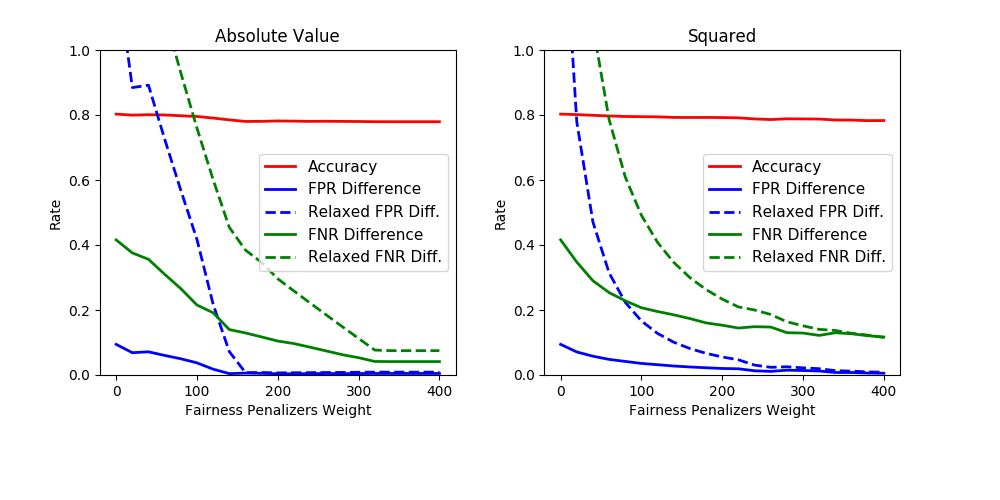 Absolute Value
1.0
0.8
0.6
0.4
0.2
0.0
Rate
0
100
200
300
400
Fairness Penalizers Weight
Accuracy
FPR Difference
Relaxed FPR Diff.
FNR Difference
Relaxed FNR Diff.
Squared
1.0
0.8
0.6
0.4
0.2
0.0
Rate
0
100
200
300
400
Fairness Penalizers Weight
Accuracy
FPR Difference
Relaxed FPR Diff.
FNR Difference
Relaxed FNR Diff.